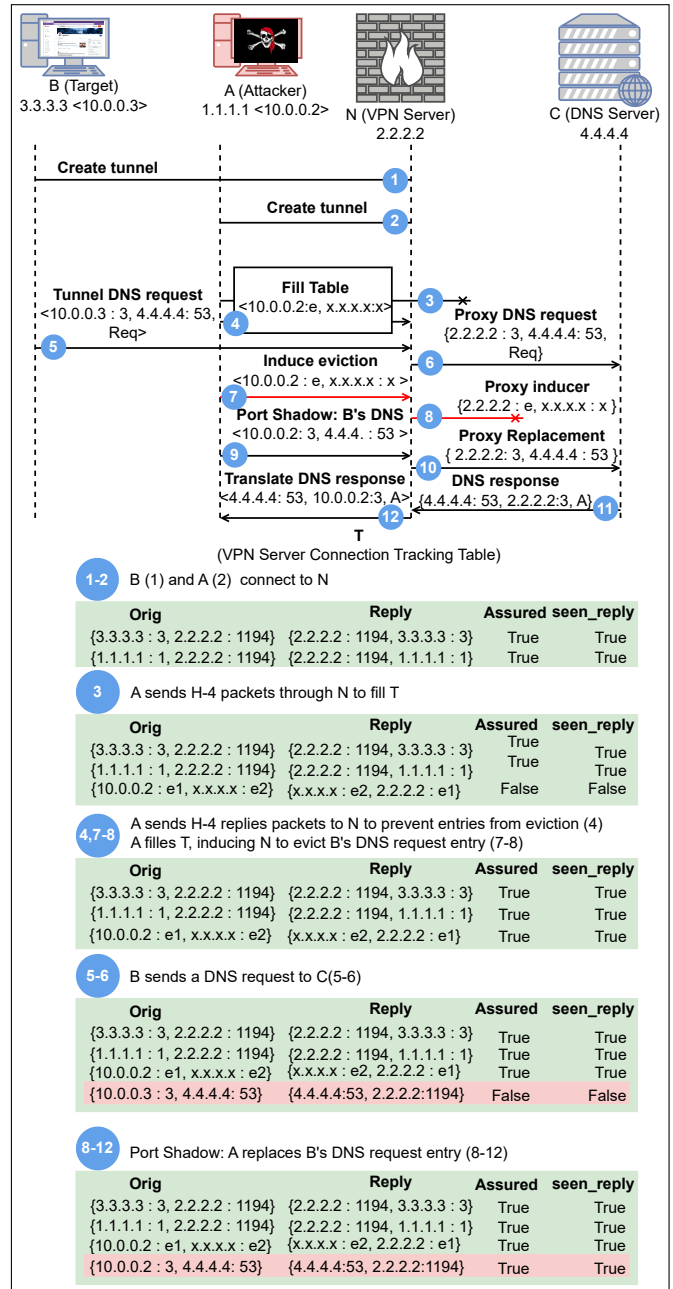 B (Target)
3.3.3.3 <10.0.0.3>
A (Attacker)
1.1.1.1 <10.0.0.2>
N (VPN Server)
2.2.2.2
C (DNS Server)
4.4.4.4
Create tunnel
1
Create tunnel
2
Fill Table
<10.0.0.2:e, x.x.x.x:x>
3
4
Tunnel DNS request
<10.0.0.3 : 3, 4.4.4.4: 53,
Req>
5
Proxy DNS request
{2.2.2.2 : 3, 4.4.4.4: 53,
Req}
6
Induce eviction
<10.0.0.2 : e, x.x.x.x : x >
7
Proxy inducer
{2.2.2.2 : e, x.x.x.x : x }
8
Port Shadow: B's DNS
<10.0.0.2: 3, 4.4.4. : 53 >
9
Proxy Replacement
{ 2.2.2.2: 3, 4.4.4.4 : 53 }
10
DNS response
{4.4.4.4: 53, 2.2.2.2:3, A}
11
Translate DNS response
<4.4.4.4: 53, 10.0.0.2:3, A>
12
T
(VPN Server Connection Tracking Table)
1-2 B (1) and A (2) connect to N
Orig Reply Assured seen_reply
{3.3.3.3 : 3, 2.2.2.2 : 1194} {2.2.2.2 : 1194, 3.3.3.3 : 3} True True
{1.1.1.1 : 1, 2.2.2.2 : 1194} {2.2.2.2 : 1194, 1.1.1.1 : 1} True True
3 A sends H-4 packets through N to fill T
Orig Reply Assured seen_reply
{3.3.3.3 : 3, 2.2.2.2 : 1194} {2.2.2.2 : 1194, 3.3.3.3 : 3} True True
{1.1.1.1 : 1, 2.2.2.2 : 1194} {2.2.2.2 : 1194, 1.1.1.1 : 1} True True
{10.0.0.2 : e1, x.x.x.x : e2} {x.x.x.x : e2, 2.2.2.2 : e1} False False
4,7-8 A sends H-4 replies packets to N to prevent entries from eviction (4)
A filles T, inducing N to evict B's DNS request entry (7-8)
Orig Reply Assured seen_reply
{3.3.3.3 : 3, 2.2.2.2 : 1194} {2.2.2.2 : 1194, 3.3.3.3 : 3} True True
{1.1.1.1 : 1, 2.2.2.2 : 1194} {2.2.2.2 : 1194, 1.1.1.1 : 1} True True
{10.0.0.2 : e1, x.x.x.x : e2} {x.x.x.x : e2, 2.2.2.2 : e1} True True
5-6 B sends a DNS request to C(5-6)
Orig Reply Assured seen_reply
{3.3.3.3 : 3, 2.2.2.2 : 1194} {2.2.2.2 : 1194, 3.3.3.3 : 3} True True
{1.1.1.1 : 1, 2.2.2.2 : 1194} {2.2.2.2 : 1194, 1.1.1.1 : 1} True True
{10.0.0.2 : e1, x.x.x.x : e2} {x.x.x.x : e2, 2.2.2.2 : e1} True True
{10.0.0.3 : 3, 4.4.4.4: 53} {4.4.4.4:53, 2.2.2.2:1194} False False
8-12 Port Shadow: A replaces B's DNS request entry (8-12)
Orig Reply Assured seen_reply
{3.3.3.3 : 3, 2.2.2.2 : 1194} {2.2.2.2 : 1194, 3.3.3.3 : 3} True True
{1.1.1.1 : 1, 2.2.2.2 : 1194} {2.2.2.2 : 1194, 1.1.1.1 : 1} True True
{10.0.0.2 : e1, x.x.x.x : e2} {x.x.x.x : e2, 2.2.2.2 : e1} True True
{10.0.0.2 : 3, 4.4.4.4: 53} {4.4.4.4:53, 2.2.2.2:1194} True True